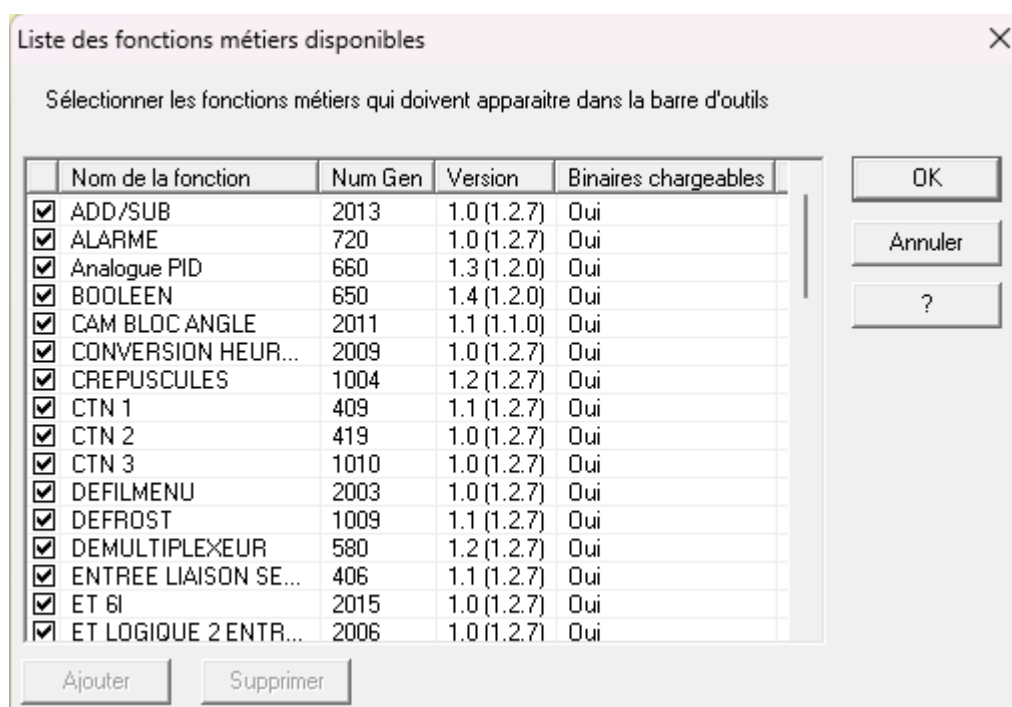 Liste des fonctions métiers disponibles
Sélectionner les fonctions métiers qui doivent apparaitre dans la barre d'outils
Nom de la fonction Num Gen Version Binaires chargeables
ADD/SUB 2013 1.0 (1.2.7) Oui
ALARME 720 1.0 (1.2.7) Oui
Analogue PID 660 1.3 (1.2.0) Oui
BOOLEEN 650 1.4 (1.2.0) Oui
CAM BLOC ANGLE 2011 1.1 (1.1.0) Oui
CONVERSION HEUR... 2009 1.0 (1.2.7) Oui
CREPUSCULES 1004 1.2 (1.2.7) Oui
CTN 1 409 1.1 (1.2.7) Oui
CTN 2 419 1.0 (1.2.7) Oui
CTN 3 1010 1.0 (1.2.7) Oui
DEFILMENU 2003 1.0 (1.2.7) Oui
DEFROST 1009 1.1 (1.2.7) Oui
DEMULTIPLEXEUR 580 1.2 (1.2.7) Oui
ENTREE LIAISON SE... 406 1.1 (1.2.7) Oui
ET 6I 2015 1.0 (1.2.7) Oui
ET LOGIQUE 2 ENTR... 2006 1.0 (1.2.7) Oui
OK
Annuler
?
Ajouter Supprimer